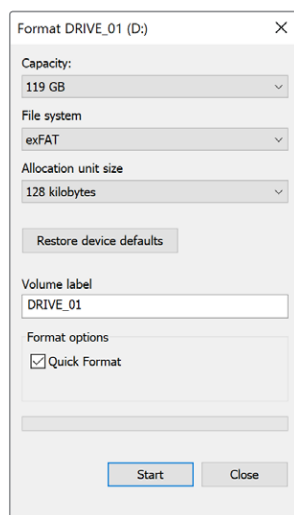 Format DRIVE_01 (D:)
Capacity:
119 GB
File system
exFAT
Allocation unit size
128 kilobytes
Restore device defaults
Volume label
DRIVE_01
Format options
Quick Format
Start
Close